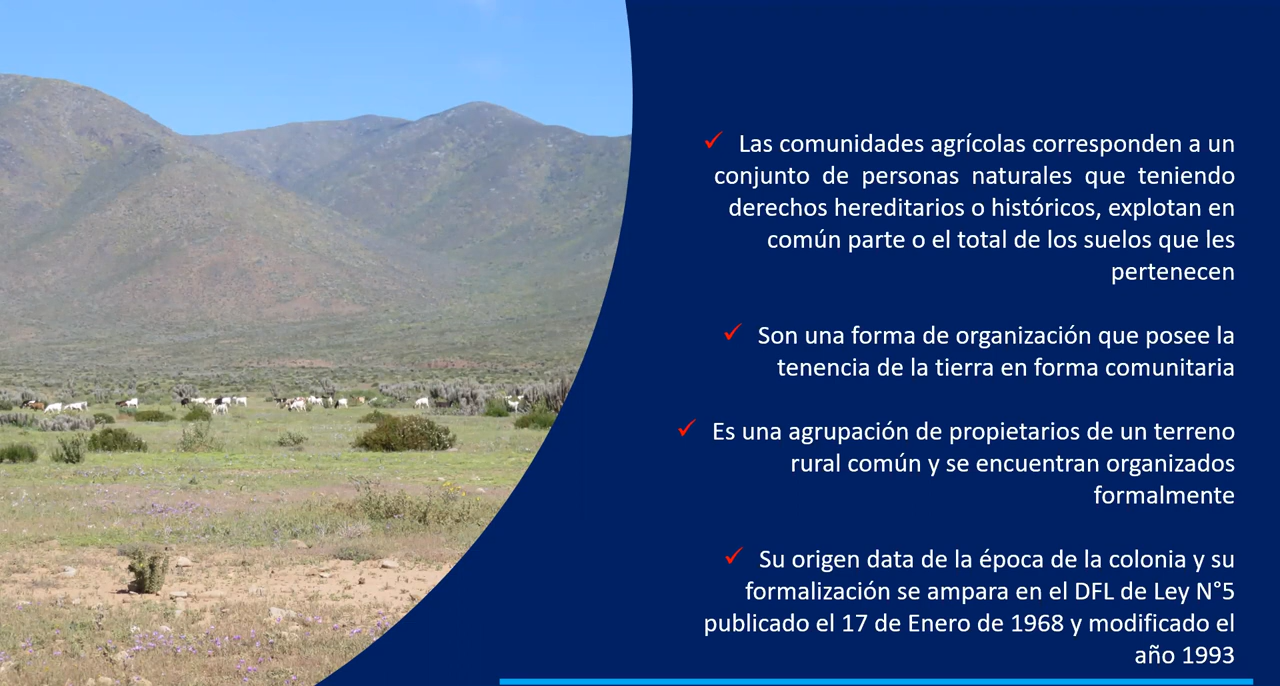 ✓ Las comunidades agrícolas corresponden a un
conjunto de personas naturales que teniendo
derechos hereditarios o históricos, explotan en
común parte o el total de los suelos que les
pertenecen
✓ Son una forma de organización que posee la
tenencia de la tierra en forma comunitaria
✓ Es una agrupación de propietarios de un terreno
rural común y se encuentran organizados
formalmente
✓ Su origen data de la época de la colonia y su
formalización se ampara en el DFL de Ley N°5
publicado el 17 de Enero de 1968 y modificado el
año 1993